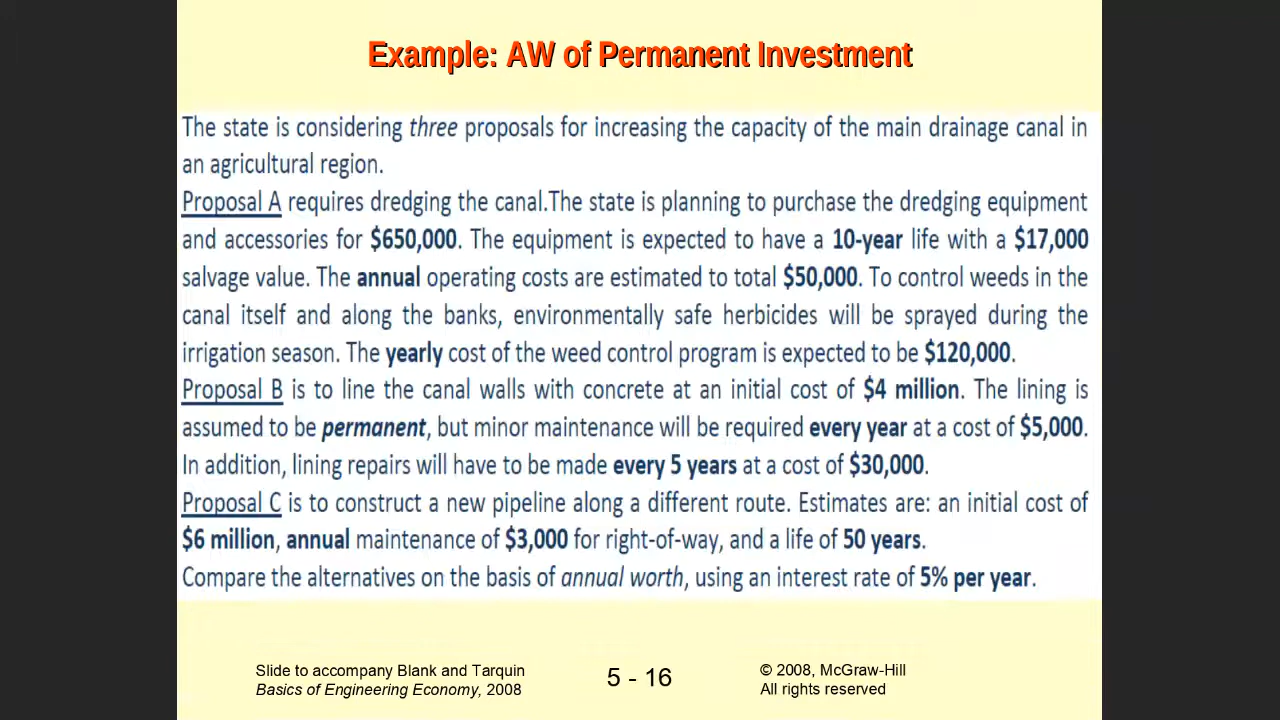 Example: AW of Permanent Investment
The state is considering three proposals for increasing the capacity of the main drainage canal in
an agricultural region.
Proposal A requires dredging the canal.The state is planning to purchase the dredging equipment
and accessories for $650,000. The equipment is expected to have a 10-year life with a $17,000
salvage value. The annual operating costs are estimated to total $50,000. To control weeds in the
canal itself and along the banks, environmentally safe herbicides will be sprayed during the
irrigation season. The yearly cost of the weed control program is expected to be $120,000.
Proposal B is to line the canal walls with concrete at an initial cost of $4 million. The lining is
assumed to be permanent, but minor maintenance will be required every year at a cost of $5,000.
In addition, lining repairs will have to be made every 5 years at a cost of $30,000.
Proposal C is to construct a new pipeline along a different route. Estimates are: an initial cost of
$6 million, annual maintenance of $3,000 for right-of-way, and a life of 50 years.
Compare the alternatives on the basis of annual worth, using an interest rate of 5% per year.
Slide to accompany Blank and Tarquin
Basics of Engineering Economy, 2008
5 - 16
© 2008, McGraw-Hill
All rights reserved